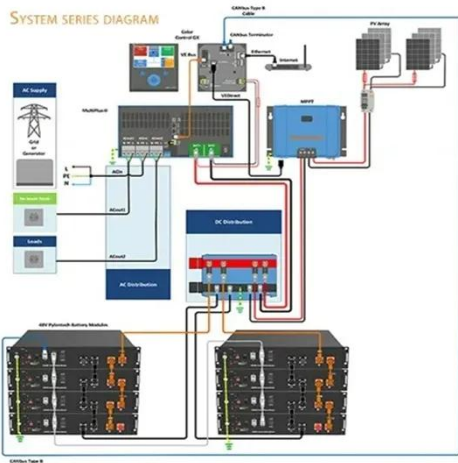 SYSTEM SERIES DIAGRAM
CANbus Type B
Cable
Color
Control GX
CANbus Terminator
PV Array
VE Bus
Ethernet
Internet
AC Supply
VEDirect
MPPT
MultiPlus-II
Grid
or
Generator
L
PE
N
ACin
ACout1
Loads
DC Distribution
ACout2
AC Distribution
48V Pylontech Battery Modules
CANbus Type B